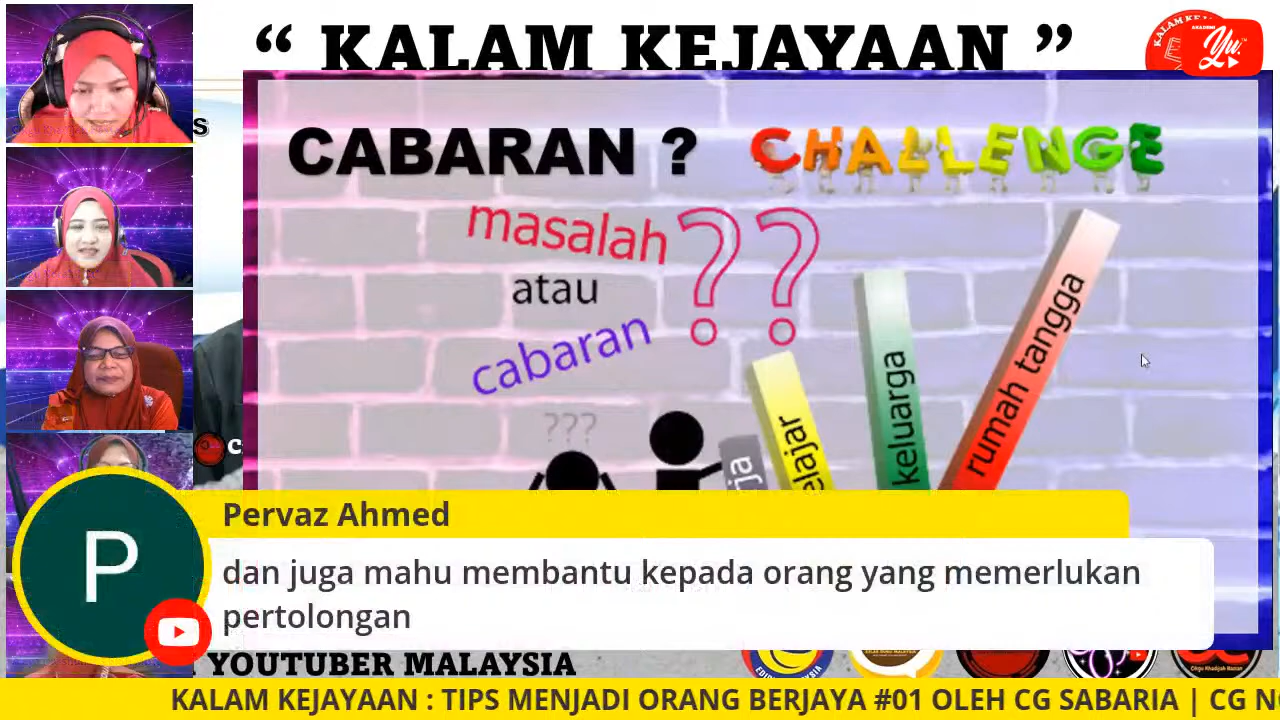 “ KALAM KEJAYAAN ”
CABARAN ? CHALLENGE
masalah ??
atau
cabaran
???
keluarga
rumah tangga
P
Pervaz Ahmed
dan juga mahu membantu kepada orang yang memerlukan
pertolongan
YOUTUBER MALAYSIA
KALAM KEJAYAAN : TIPS MENJADI ORANG BERJAYA #01 OLEH CG SABARIA | CG